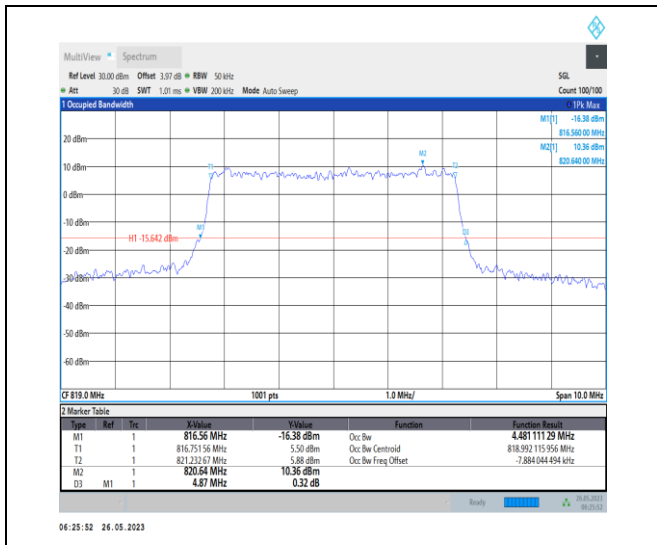 MultiView Spectrum
Ref Level 30.00 dBm Offset 3.97 dB RBW 50 kHz SGL
Att 30 dB SWT 1.01 ms VBW 200 kHz Mode Auto Sweep Count 100/100
1 Occupied Bandwidth 1Pk Max
M1[1] -16.38 dBm
816.560 00 MHz
M2[1] 10.36 dBm
820.640 00 MHz
20 dBm
M2
10 dBm
T1
T2
0 dBm
-10 dBm
M1
D3
H1 -15.642 dBm
-20 dBm
-30 dBm
-40 dBm
-50 dBm
-60 dBm
CF 819.0 MHz 1001 pts 1.0 MHz/ Span 10.0 MHz
2 Marker Table
Type Ref Trc X-Value Y-Value Function Function Result
M1 1 816.56 MHz -16.38 dBm Occ Bw 4.481 111 29 MHz
T1 1 816.751 56 MHz 5.50 dBm Occ Bw Centroid 818.992 115 956 MHz
T2 1 821.232 67 MHz 5.88 dBm Occ Bw Freq Offset -7.884 044 494 kHz
M2 1 820.64 MHz 10.36 dBm
D3 M1 1 4.87 MHz 0.32 dB
Ready 26.05.2023
06:25:52
06:25:52 26.05.2023